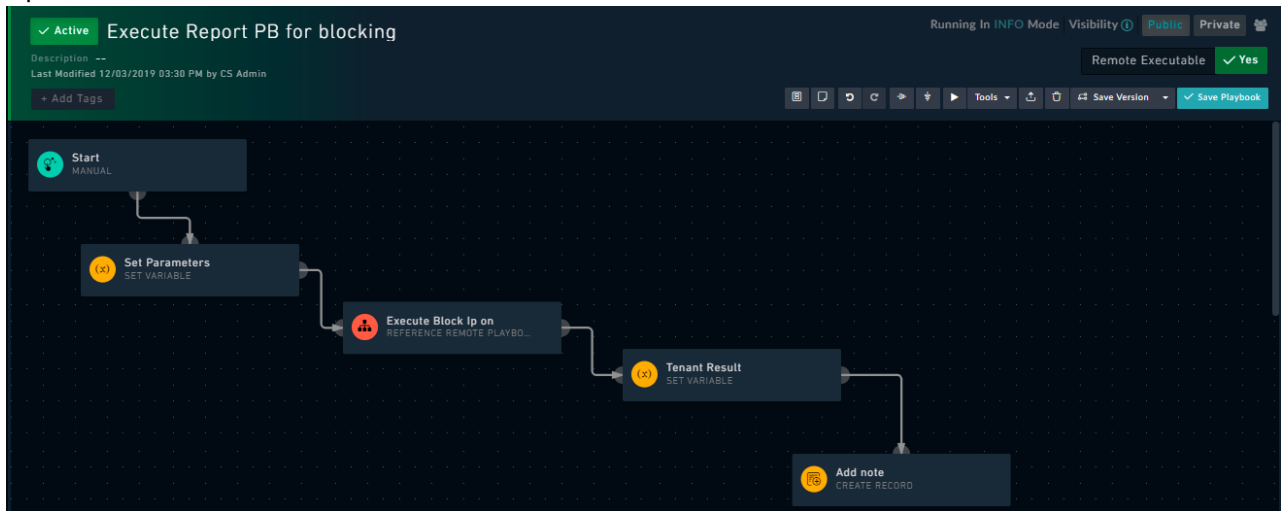 Active Execute Report PB for blocking
Running In INFO Mode Visibility Public Private
Description --
Last Modified 12/03/2019 03:30 PM by CS Admin
Remote Executable Yes
+ Add Tags
Tools Save Version Save Playbook
Start
MANUAL
Set Parameters
(x) SET VARIABLE
Execute Block Ip on
REFERENCE REMOTE PLAYBO...
Tenant Result
(x) SET VARIABLE
Add note
CREATE RECORD